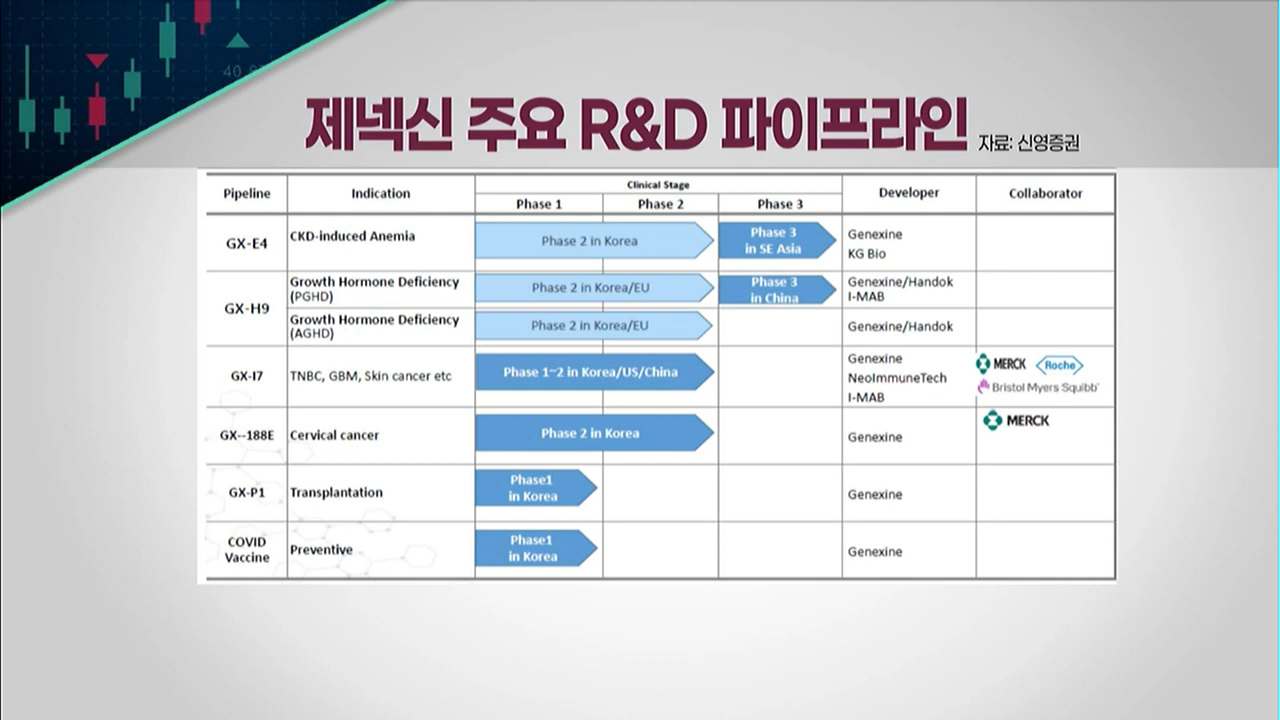 40.8
제넥신 주요 R&D 파이프라인 자료: 신영증권
Pipeline Indication Clinical Stage Developer Collaborator
Phase 1 Phase 2 Phase 3
GX-E4 CKD-induced Anemia Phase 2 in Korea Phase 3
in SE Asia
Genexine
KG Bio
GX-H9
Growth Hormone Deficiency
(PGHD)
Phase 2 in Korea/EU
Phase 3
in China
Genexine/Handok
I-MAB
Growth Hormone Deficiency
(AGHD)
Phase 2 in Korea/EU
Genexine/Handok
GX-I7 TNBC, GBM, Skin cancer etc Phase 1~2 in Korea/US/China
Genexine
NeoImmuneTech
I-MAB
MERCK Roche
Bristol Myers Squibb
GX--188E Cervical cancer Phase 2 in Korea Genexine MERCK
GX-P1 Transplantation
Phase1
in Korea
Genexine
COVID
Vaccine
Preventive
Phase1
in Korea
Genexine